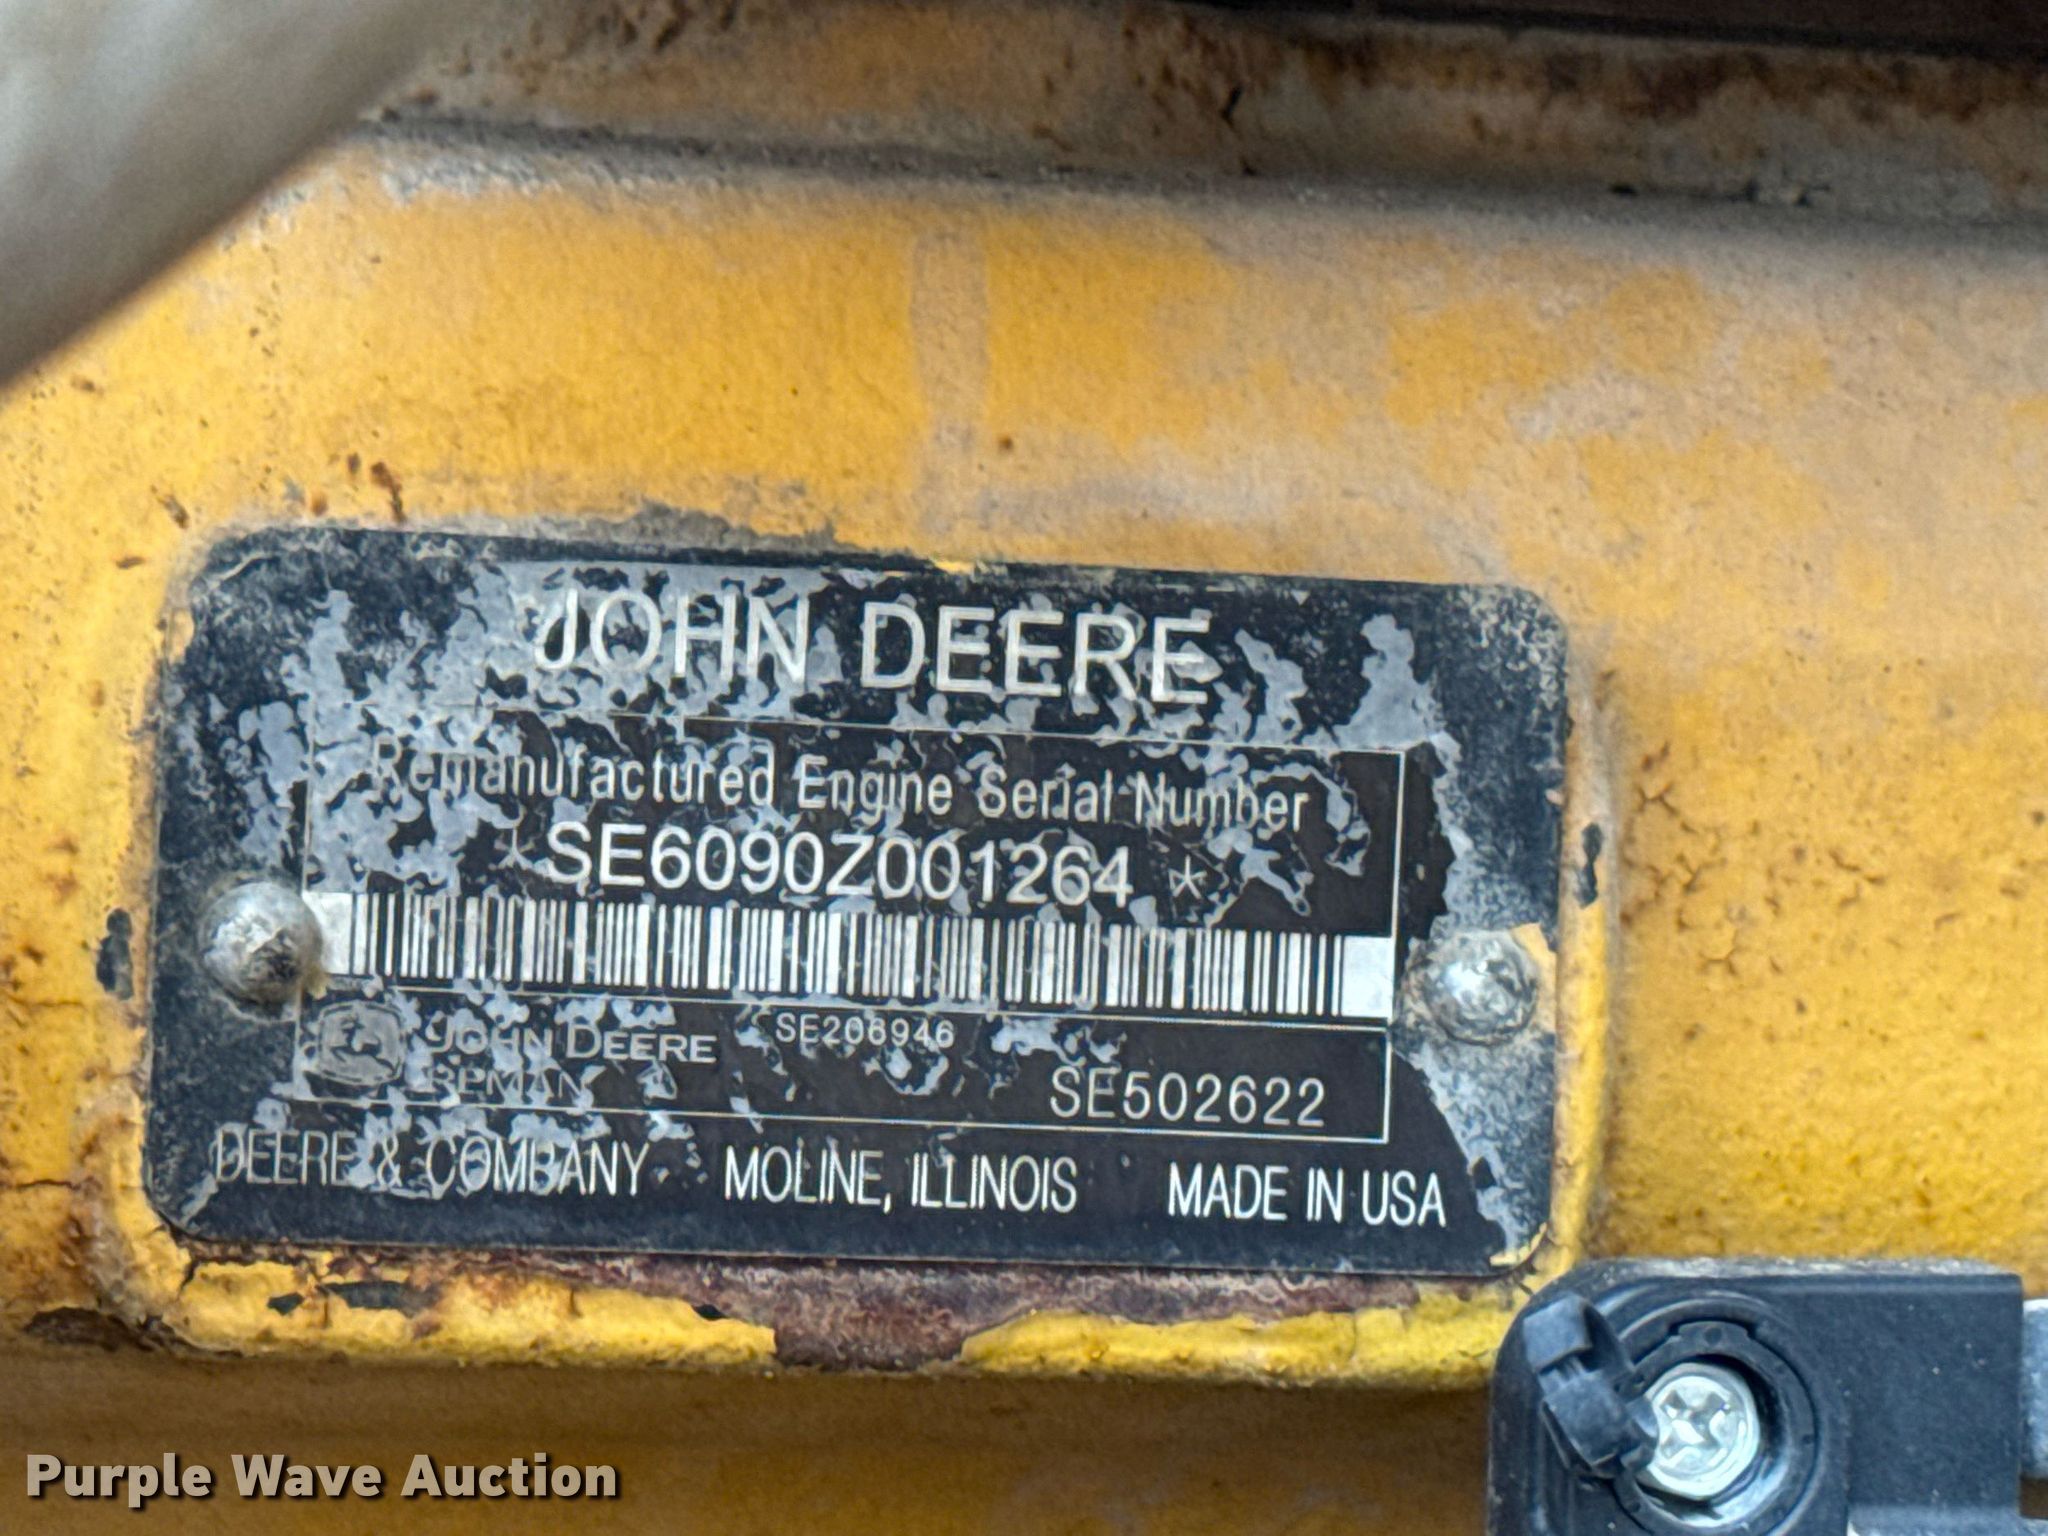 JOHN DEERE
Remanufactured Engine Serial Number
*SE6090Z001264*
JOHN DEERE
REMAN
SE206946
SE502622
DEERE & COMPANY MOLINE, ILLINOIS MADE IN USA
Purple Wave Auction